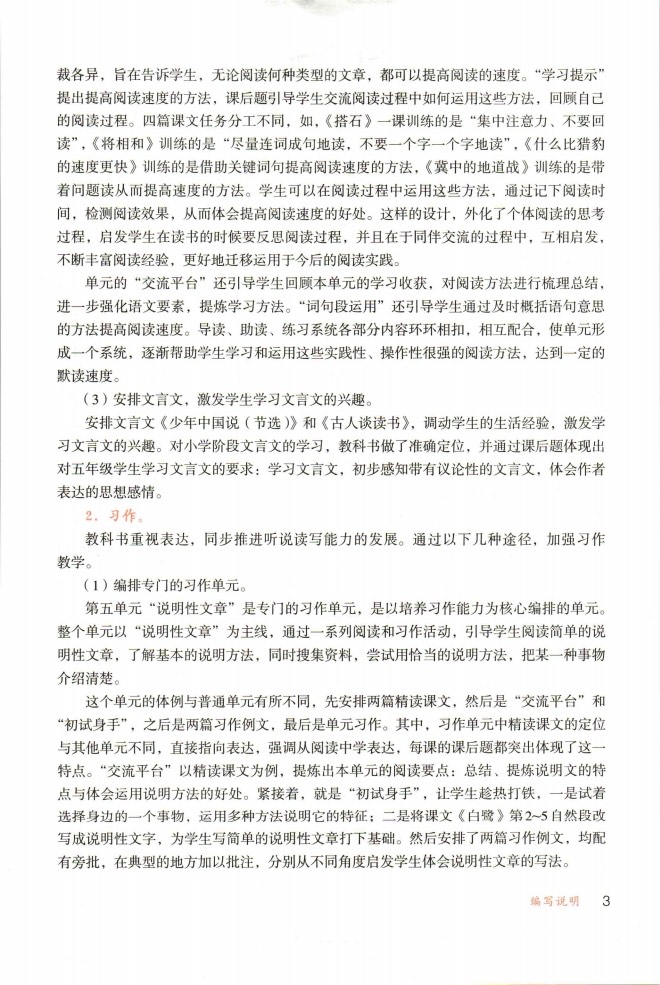 裁各异，旨在告诉学生，无论阅读何种类型的文章，都可以提高阅读的速度。“学习提示”
提出提高阅读速度的方法，课后题引导学生交流阅读过程中如何运用这些方法，回顾自己
的阅读过程。四篇课文任务分工不同，如，《搭石》一课训练的是“集中注意力、不要回
读”，《将相和》训练的是“尽量连词成句地读，不要一个字一个字地读”，《什么比猎豹
的速度更快》训练的是借助关键词句提高阅读速度的方法，《冀中的地道战》训练的是带
着问题读从而提高速度的方法。学生可以在阅读过程中运用这些方法，通过记下阅读时
间，检测阅读效果，从而体会提高阅读速度的好处。这样的设计，外化了个体阅读的思考
过程，启发学生在读书的时候要反思阅读过程，并且在于同伴交流的过程中，互相启发，
不断丰富阅读经验，更好地迁移运用于今后的阅读实践。
单元的“交流平台”还引导学生回顾本单元的学习收获，对阅读方法进行梳理总结，
进一步强化语文要素，提炼学习方法。“词句段运用”还引导学生通过及时概括语句意思
的方法提高阅读速度。导读、助读、练习系统各部分内容环环相扣，相互配合，使单元形
成一个系统，逐渐帮助学生学习和运用这些实践性、操作性很强的阅读方法，达到一定的
默读速度。
（3）安排文言文，激发学生学习文言文的兴趣。
安排文言文《少年中国说（节选）》和《古人谈读书》，调动学生的生活经验，激发学
习文言文的兴趣。对小学阶段文言文的学习，教科书做了准确定位，并通过课后题体现出
对五年级学生学习文言文的要求：学习文言文，初步感知带有议论性的文言文，体会作者
表达的思想感情。
2．习作。
教科书重视表达，同步推进听说读写能力的发展。通过以下几种途径，加强习作
教学。
（1）编排专门的习作单元。
第五单元“说明性文章”是专门的习作单元，是以培养习作能力为核心编排的单元。
整个单元以“说明性文章”为主线，通过一系列阅读和习作活动，引导学生阅读简单的说
明性文章，了解基本的说明方法，同时搜集资料，尝试用恰当的说明方法，把某一种事物
介绍清楚。
这个单元的体例与普通单元有所不同，先安排两篇精读课文，然后是“交流平台”和
“初试身手”，之后是两篇习作例文，最后是单元习作。其中，习作单元中精读课文的定位
与其他单元不同，直接指向表达，强调从阅读中学表达，每课的课后题都突出体现了这一
特点。“交流平台”以精读课文为例，提炼出本单元的阅读要点：总结、提炼说明文的特
点与体会运用说明方法的好处。紧接着，就是“初试身手”，让学生趁热打铁，一是试着
选择身边的一个事物，运用多种方法说明它的特征；二是将课文《白鹭》第2~5自然段改
写成说明性文字，为学生写简单的说明性文章打下基础。然后安排了两篇习作例文，均配
有旁批，在典型的地方加以批注，分别从不同角度启发学生体会说明性文章的写法。
编写说明 3